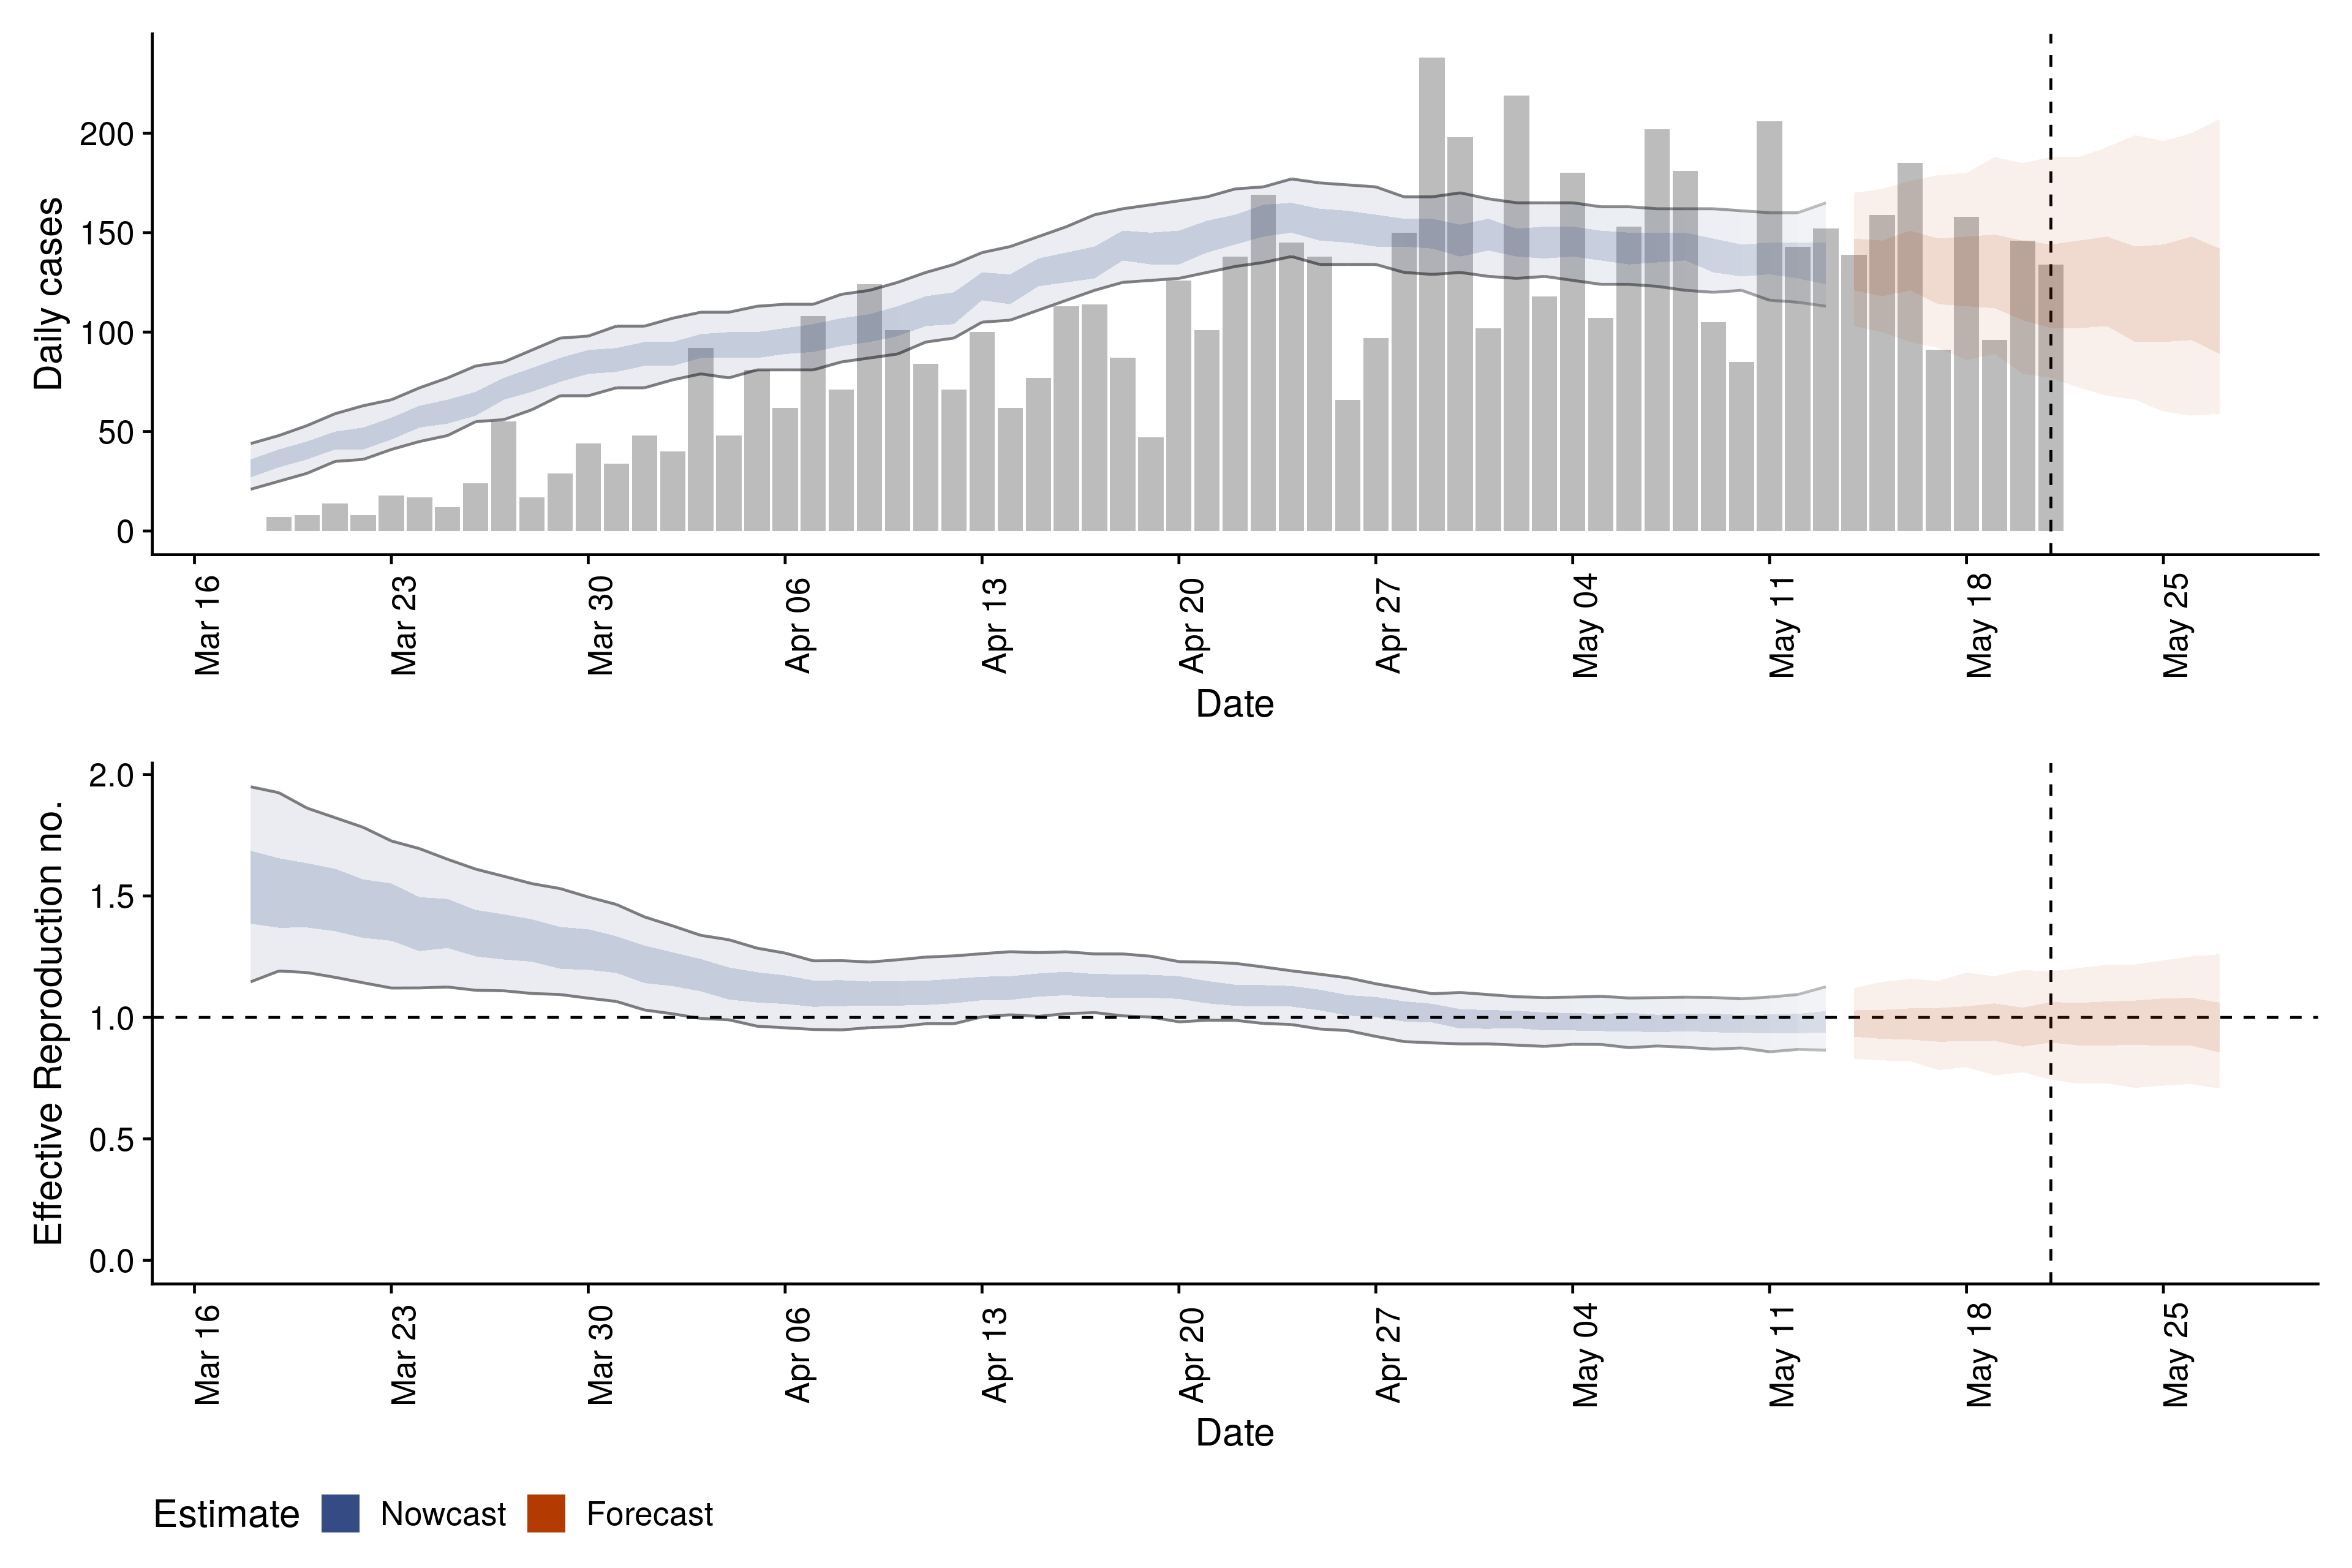 Daily cases
200
150
100
50
0
Mar 16
Mar 23
Mar 30
Apr 06
Apr 13
Apr 20
Apr 27
May 04
May 11
May 18
May 25
Date
Effective Reproduction no.
2.0
1.5
1.0
0.5
0.0
Mar 16
Mar 23
Mar 30
Apr 06
Apr 13
Apr 20
Apr 27
May 04
May 11
May 18
May 25
Date
Estimate Nowcast Forecast